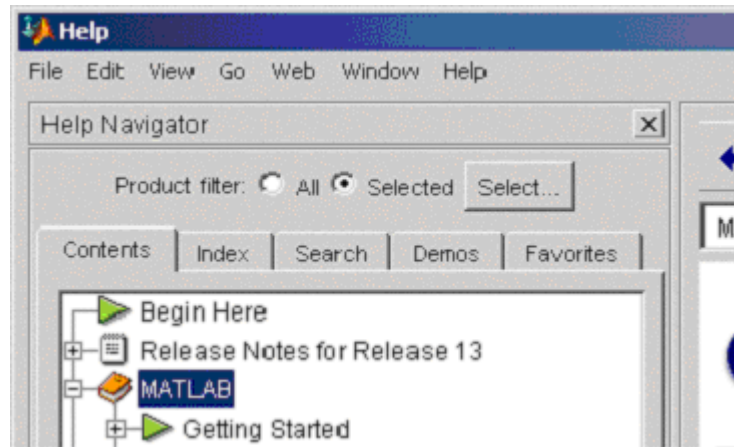 Help
File Edit View Go Web Window Help
Help Navigator
Product filter: All Selected Select...
Contents Index Search Demos Favorites
Begin Here
Release Notes for Release 13
MATLAB
Getting Started